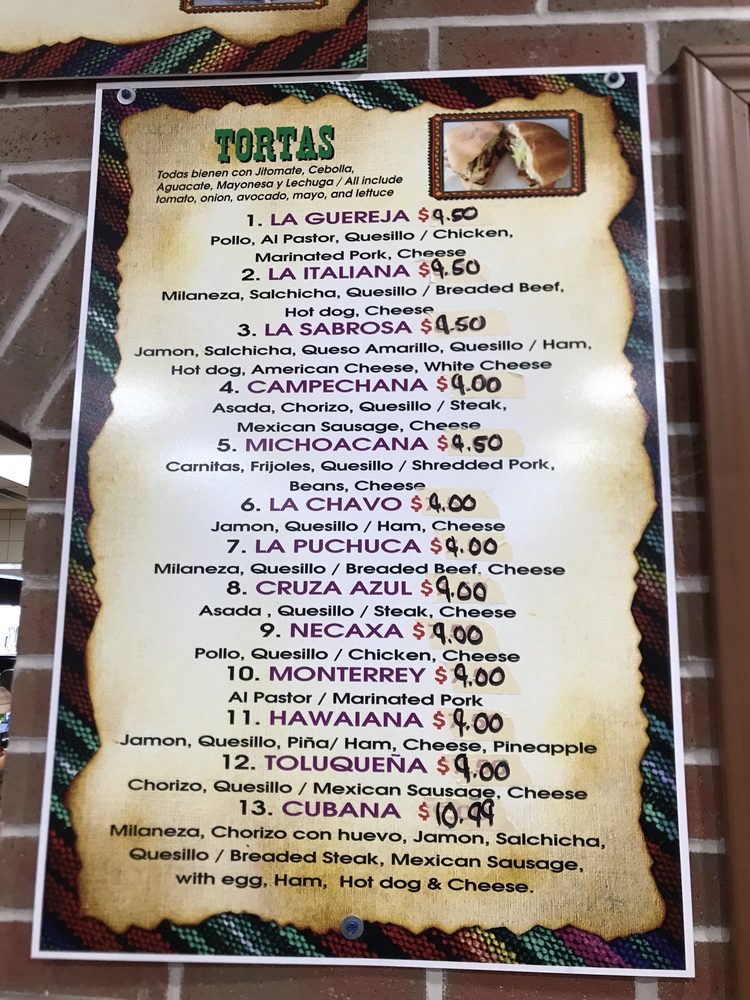 TORTAS
Todas bienen con Jitomate, Cebolla,
Aguacate, Mayonesa y Lechuga / All include
tomato, onion, avocado, mayo, and lettuce
1. LA GUEREJA $9.50
Pollo, Al Pastor, Quesillo / Chicken,
Marinated Pork, Cheese
2. LA ITALIANA $9.50
Milaneza, Salchicha, Quesillo / Breaded Beef,
Hot dog, Cheese
3. LA SABROSA $9.50
Jamon, Salchicha, Queso Amarillo, Quesillo / Ham,
Hot dog, American Cheese, White Cheese
4. CAMPECHANA $9.00
Asada, Chorizo, Quesillo / Steak,
Mexican Sausage, Cheese
5. MICHOACANA $9.50
Carnitas, Frijoles, Quesillo / Shredded Pork,
Beans, Cheese
6. LA CHAVO $9.00
Jamon, Quesillo / Ham, Cheese
7. LA PUCHUCA $9.00
Milaneza, Quesillo / Breaded Beef, Cheese
8. CRUZA AZUL $9.00
Asada , Quesillo / Steak, Cheese
9. NECAXA $9.00
Pollo, Quesillo / Chicken, Cheese
10. MONTERREY $9.00
Al Pastor / Marinated Pork
11. HAWAIANA $9.00
Jamon, Quesillo, Piña/ Ham, Cheese, Pineapple
12. TOLUQUEÑA $9.00
Chorizo, Quesillo / Mexican Sausage, Cheese
13. CUBANA $10.99
Milaneza, Chorizo con huevo, Jamon, Salchicha,
Quesillo / Breaded Steak, Mexican Sausage,
with egg, Ham, Hot dog & Cheese.